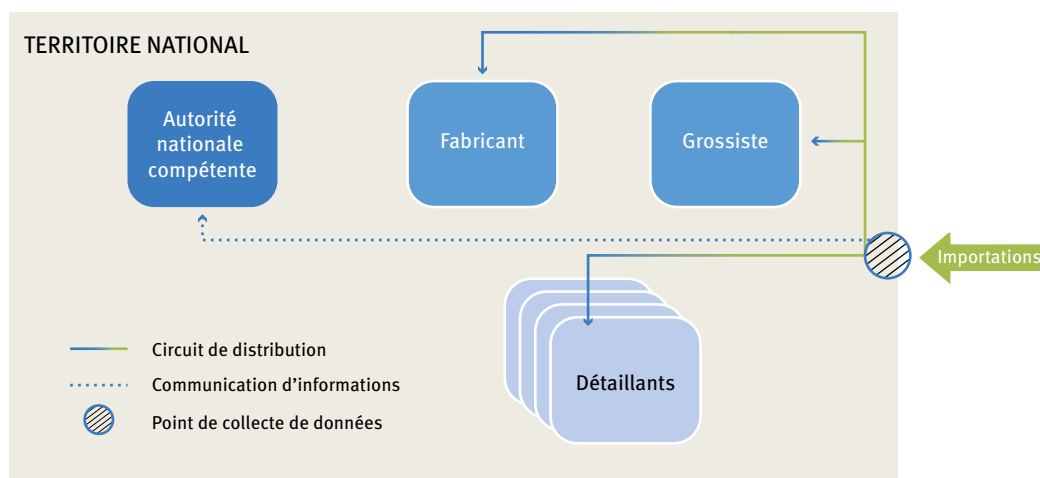 TERRITOIRE NATIONAL
Autorité
nationale
compétente
Fabricant
Grossiste
Importations
Détaillants
Circuit de distribution
Communication d’informations
Point de collecte de données